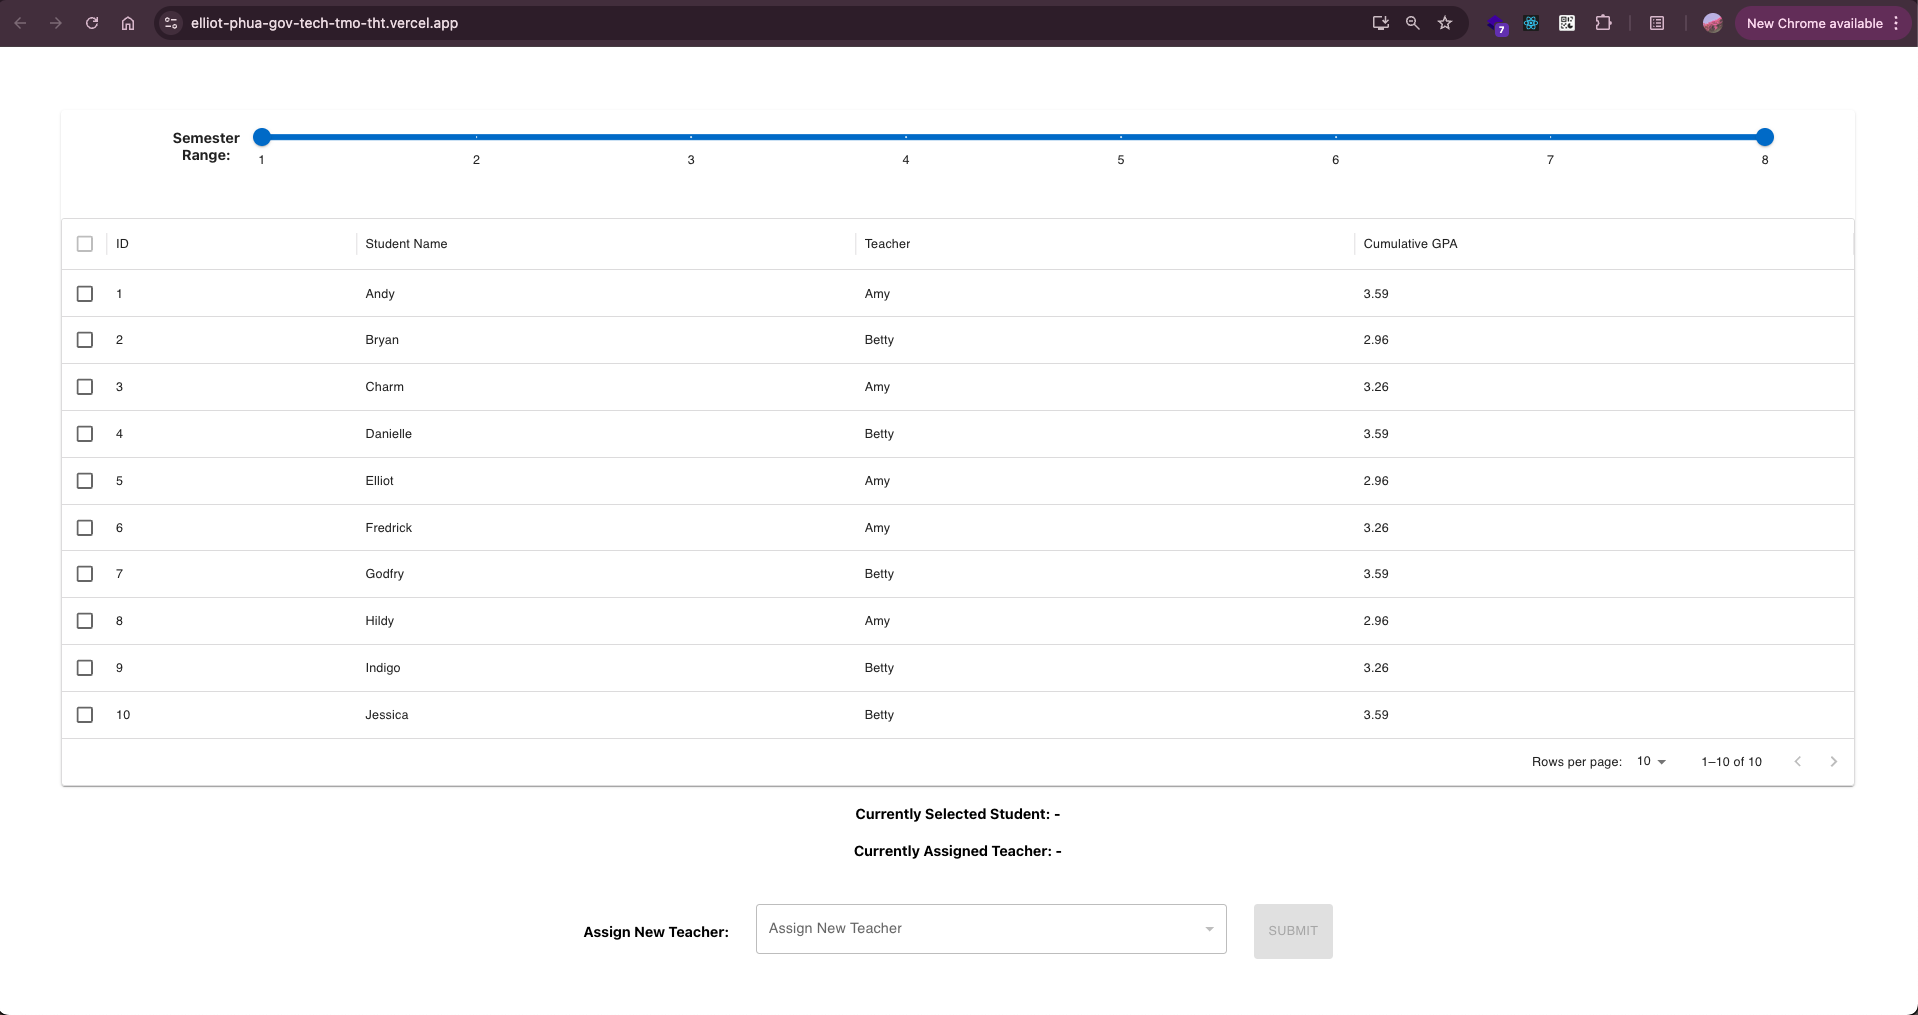 elliot-phua-gov-tech-tmo-tht.vercel.app
7
New Chrome available
Semester
Range:
1 2 3 4 5 6 7 8
ID Student Name Teacher Cumulative GPA
1 Andy Amy 3.59
2 Bryan Betty 2.96
3 Charm Amy 3.26
4 Danielle Betty 3.59
5 Elliot Amy 2.96
6 Fredrick Amy 3.26
7 Godfry Betty 3.59
8 Hildy Amy 2.96
9 Indigo Betty 3.26
10 Jessica Betty 3.59
Rows per page: 10 1–10 of 10
Currently Selected Student: -
Currently Assigned Teacher: -
Assign New Teacher: Assign New Teacher SUBMIT